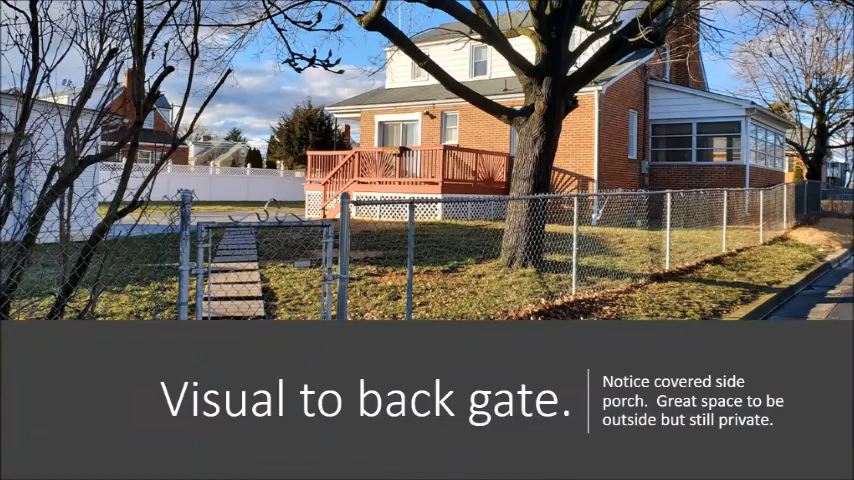 Visual to back gate.
Notice covered side
porch.  Great space to be
outside but still private.